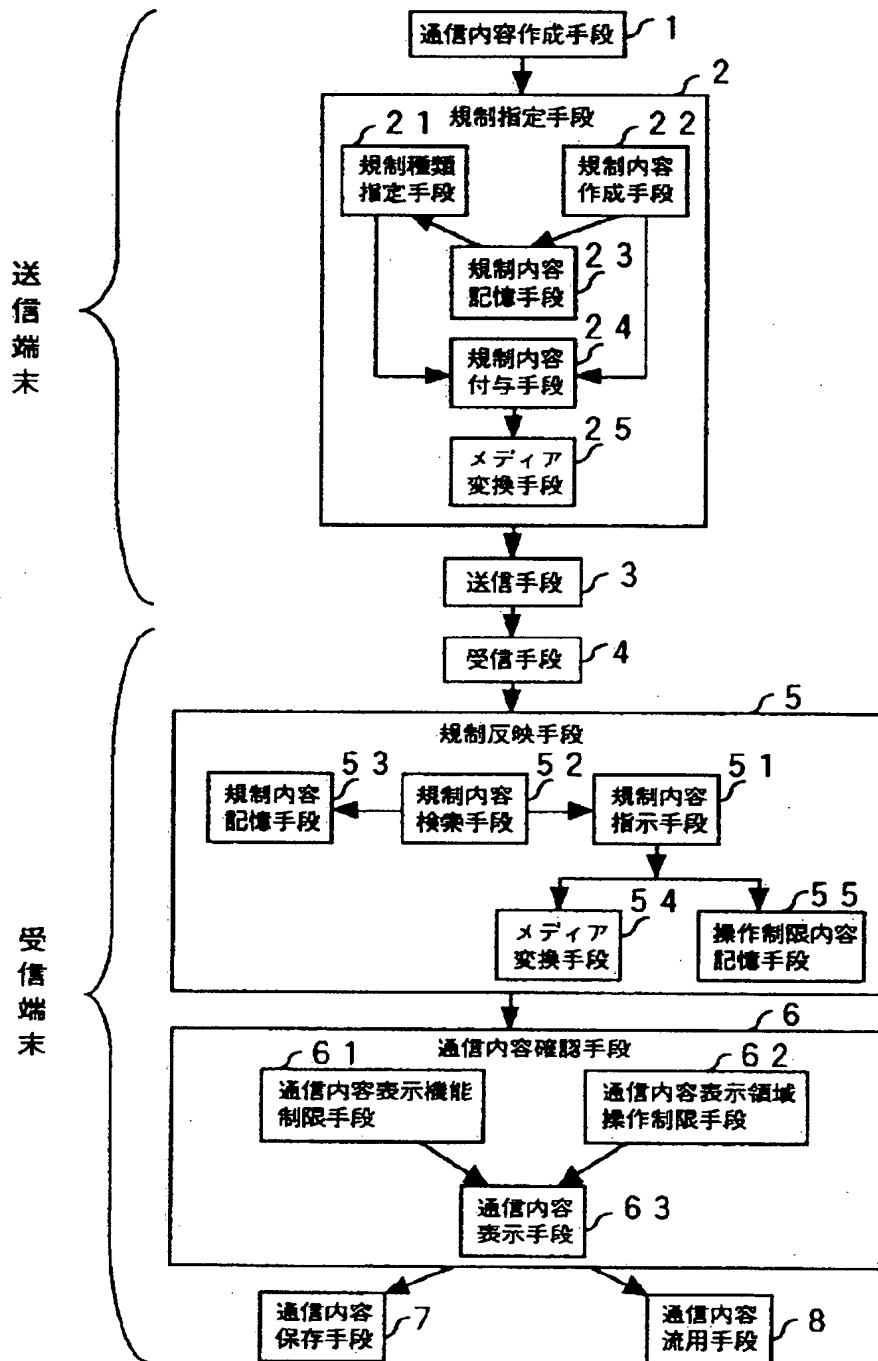 通信内容作成手段 1
2
規制指定手段
21 22
規制種類
指定手段
規制内容
作成手段
規制内容
記憶手段
23
24
規制内容
付与手段
25
メディア
変換手段
送信手段 3
送信端末
受信手段 4
5
規制反映手段
53 52 51
規制内容
記憶手段
規制内容
検索手段
規制内容
指示手段
54 55
メディア
変換手段
操作制限内容
記憶手段
6
通信内容確認手段
61 62
通信内容表示機能
制限手段
通信内容表示領域
操作制限手段
通信内容
表示手段
63
通信内容
保存手段
7
通信内容
流用手段
8
受信端末